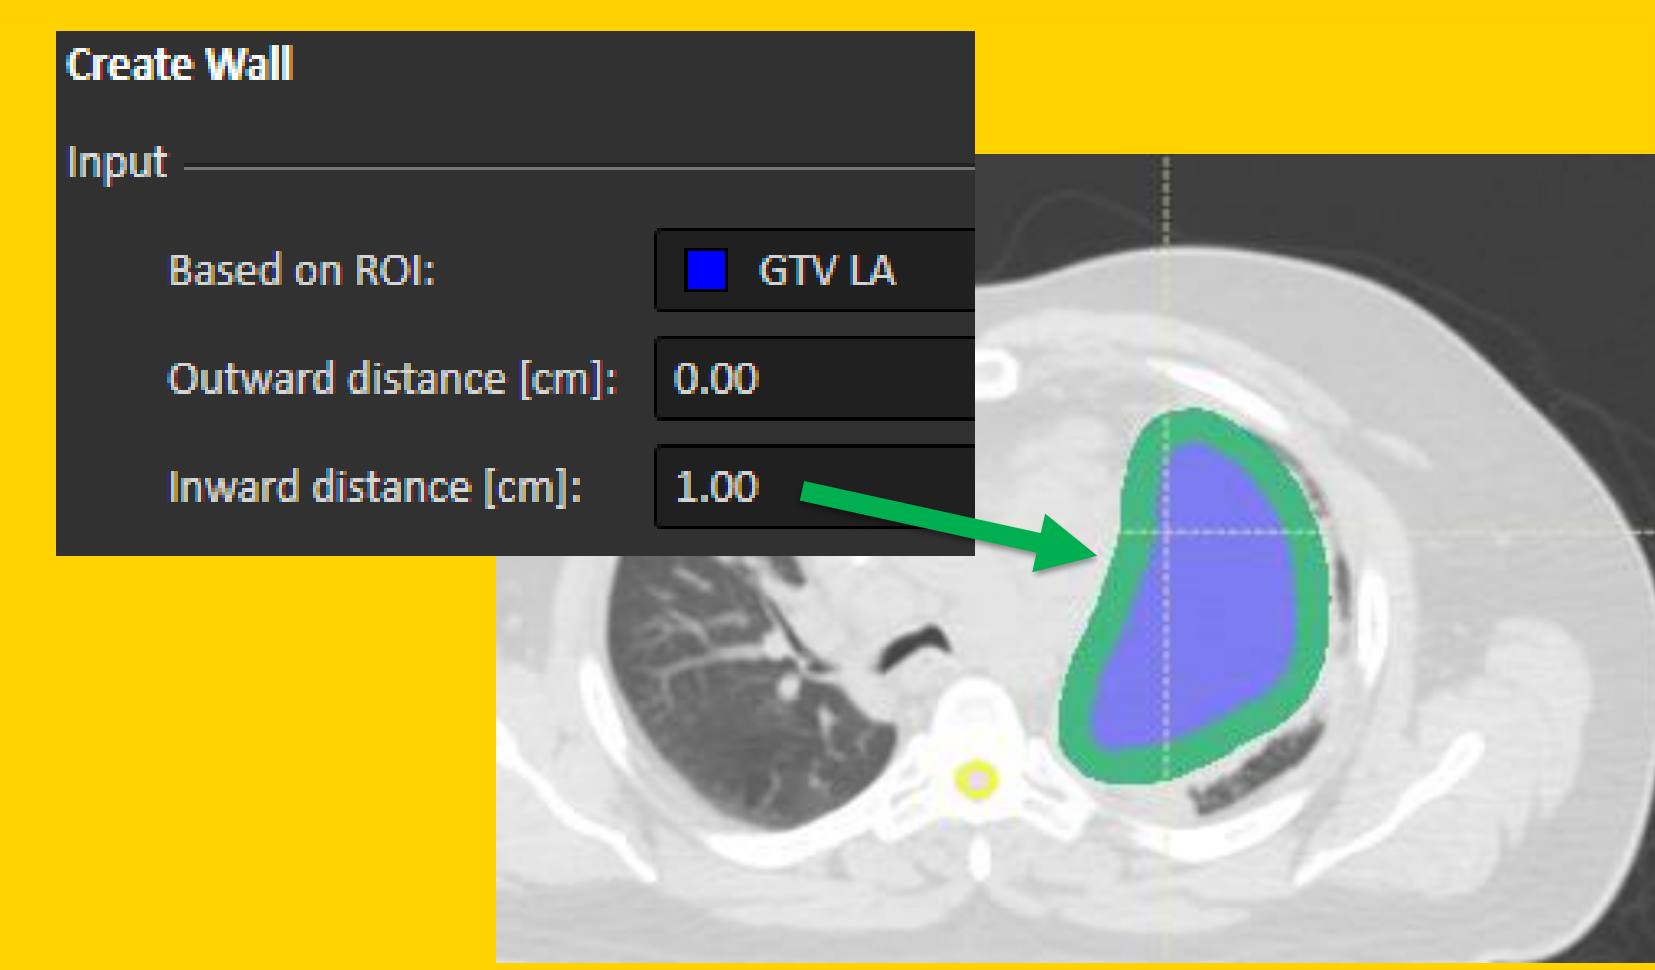 Create Wall
Input
Based on ROI: GTV LA
Outward distance [cm]: 0.00
Inward distance [cm]: 1.00